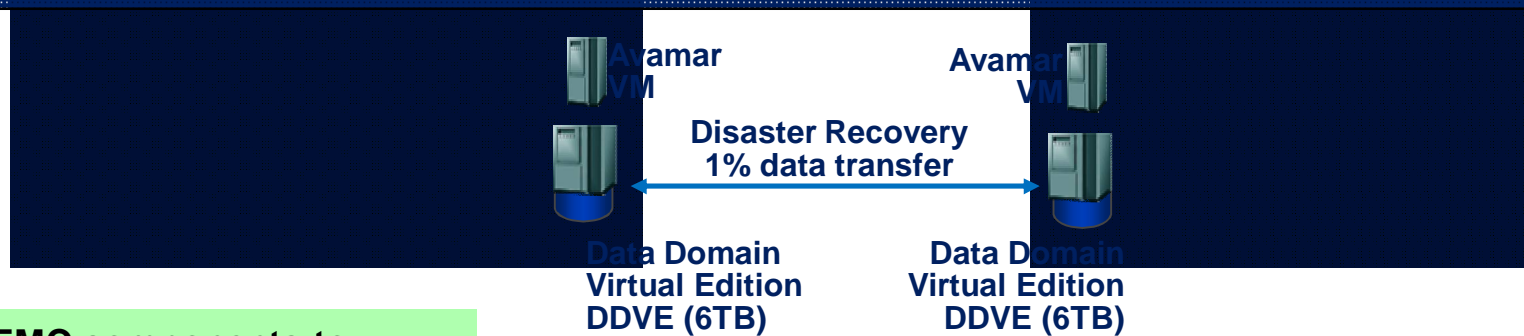 Avamar
VM
Avamar
VM
Disaster Recovery
1% data transfer
Data Domain
Virtual Edition
DDVE (6TB)
Data Domain
Virtual Edition
DDVE (6TB)
EMC components to